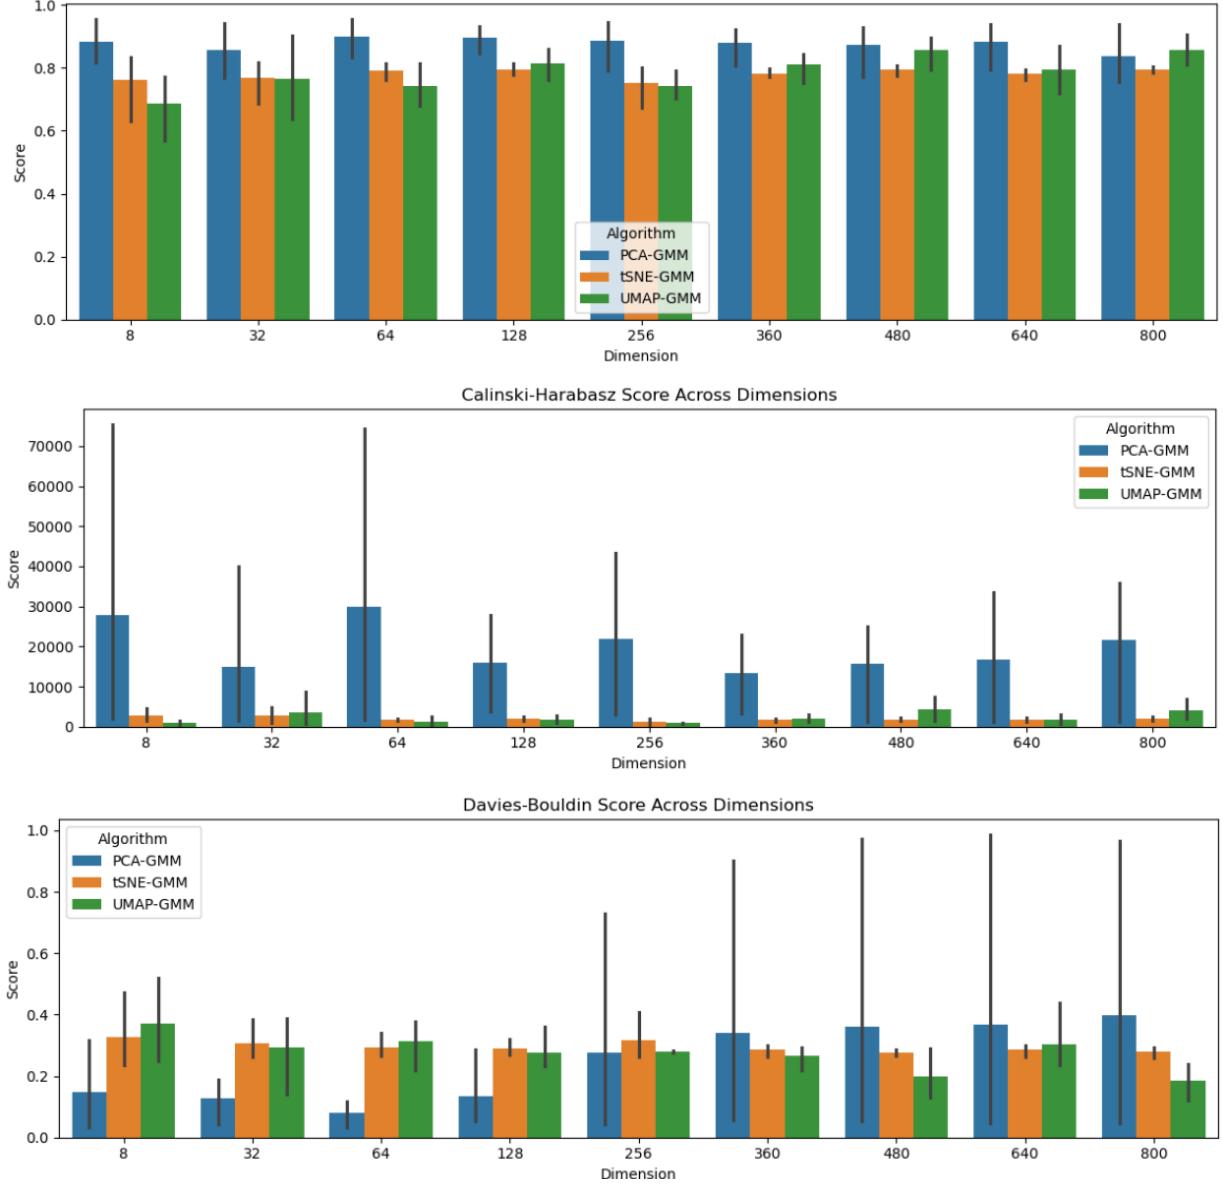 1.0
0.8
0.6
0.4
0.2
0.0
Score
Algorithm
PCA-GMM
tSNE-GMM
UMAP-GMM
8 32 64 128 256 360 480 640 800
Dimension
Calinski-Harabasz Score Across Dimensions
Algorithm
PCA-GMM
tSNE-GMM
UMAP-GMM
70000
60000
50000
40000
30000
20000
10000
0
Score
8 32 64 128 256 360 480 640 800
Dimension
Davies-Bouldin Score Across Dimensions
Algorithm
PCA-GMM
tSNE-GMM
UMAP-GMM
1.0
0.8
0.6
0.4
0.2
0.0
Score
8 32 64 128 256 360 480 640 800
Dimension